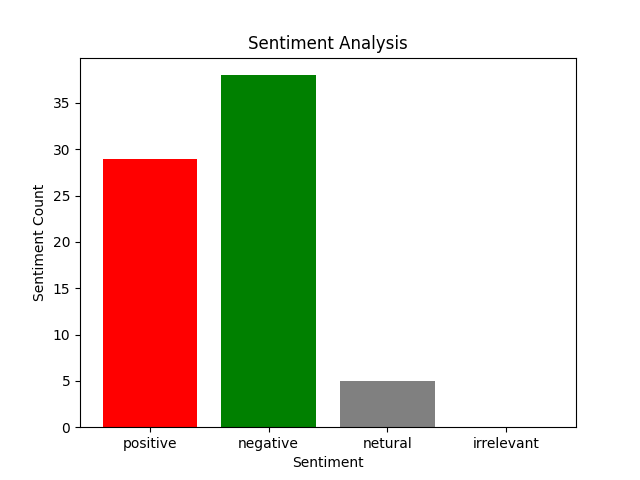 Sentiment Analysis
Sentiment Count
35
30
25
20
15
10
5
0
positive negative netural irrelevant
Sentiment